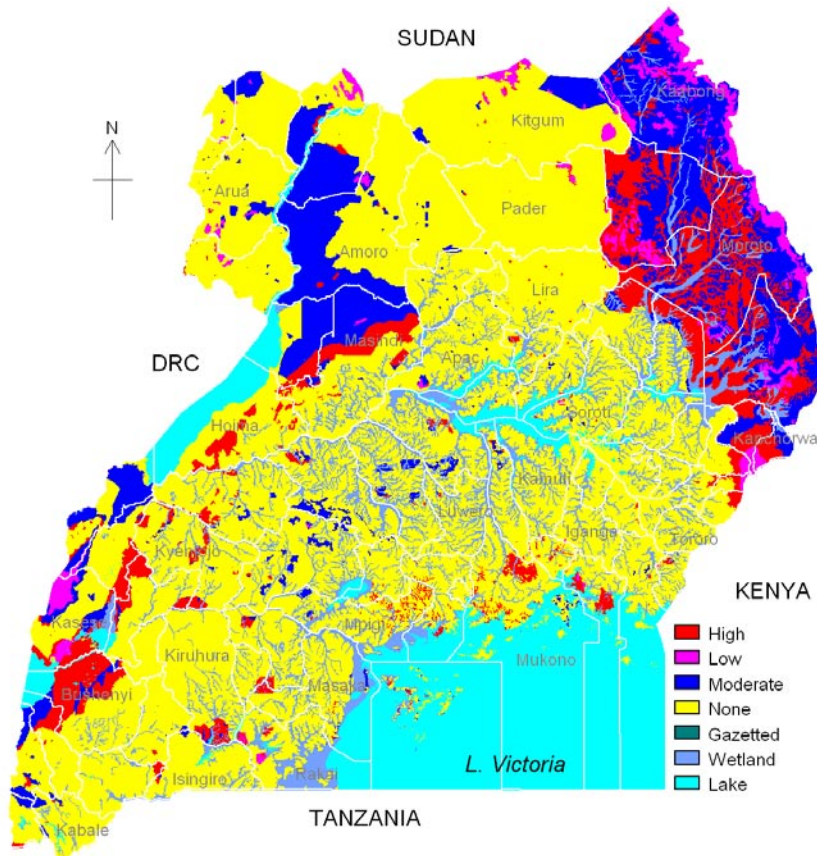 SUDAN
Kaabong
N
Kitgum
Arua
Pader
Moroto
Amoro
Lira
Masindi
DRC
Apac
Hoima
Soroti
Kapchorwa
Kamuli
Luwero
Iganga
Kyenjojo
Tororo
KENYA
Kasese
Mpigi
High
Kiruhura
Mukono
Low
Bushenyi
Masaka
Moderate
None
Gazetted
Wetland
L. Victoria
Isingiro
Rakai
Lake
TANZANIA
Kabale